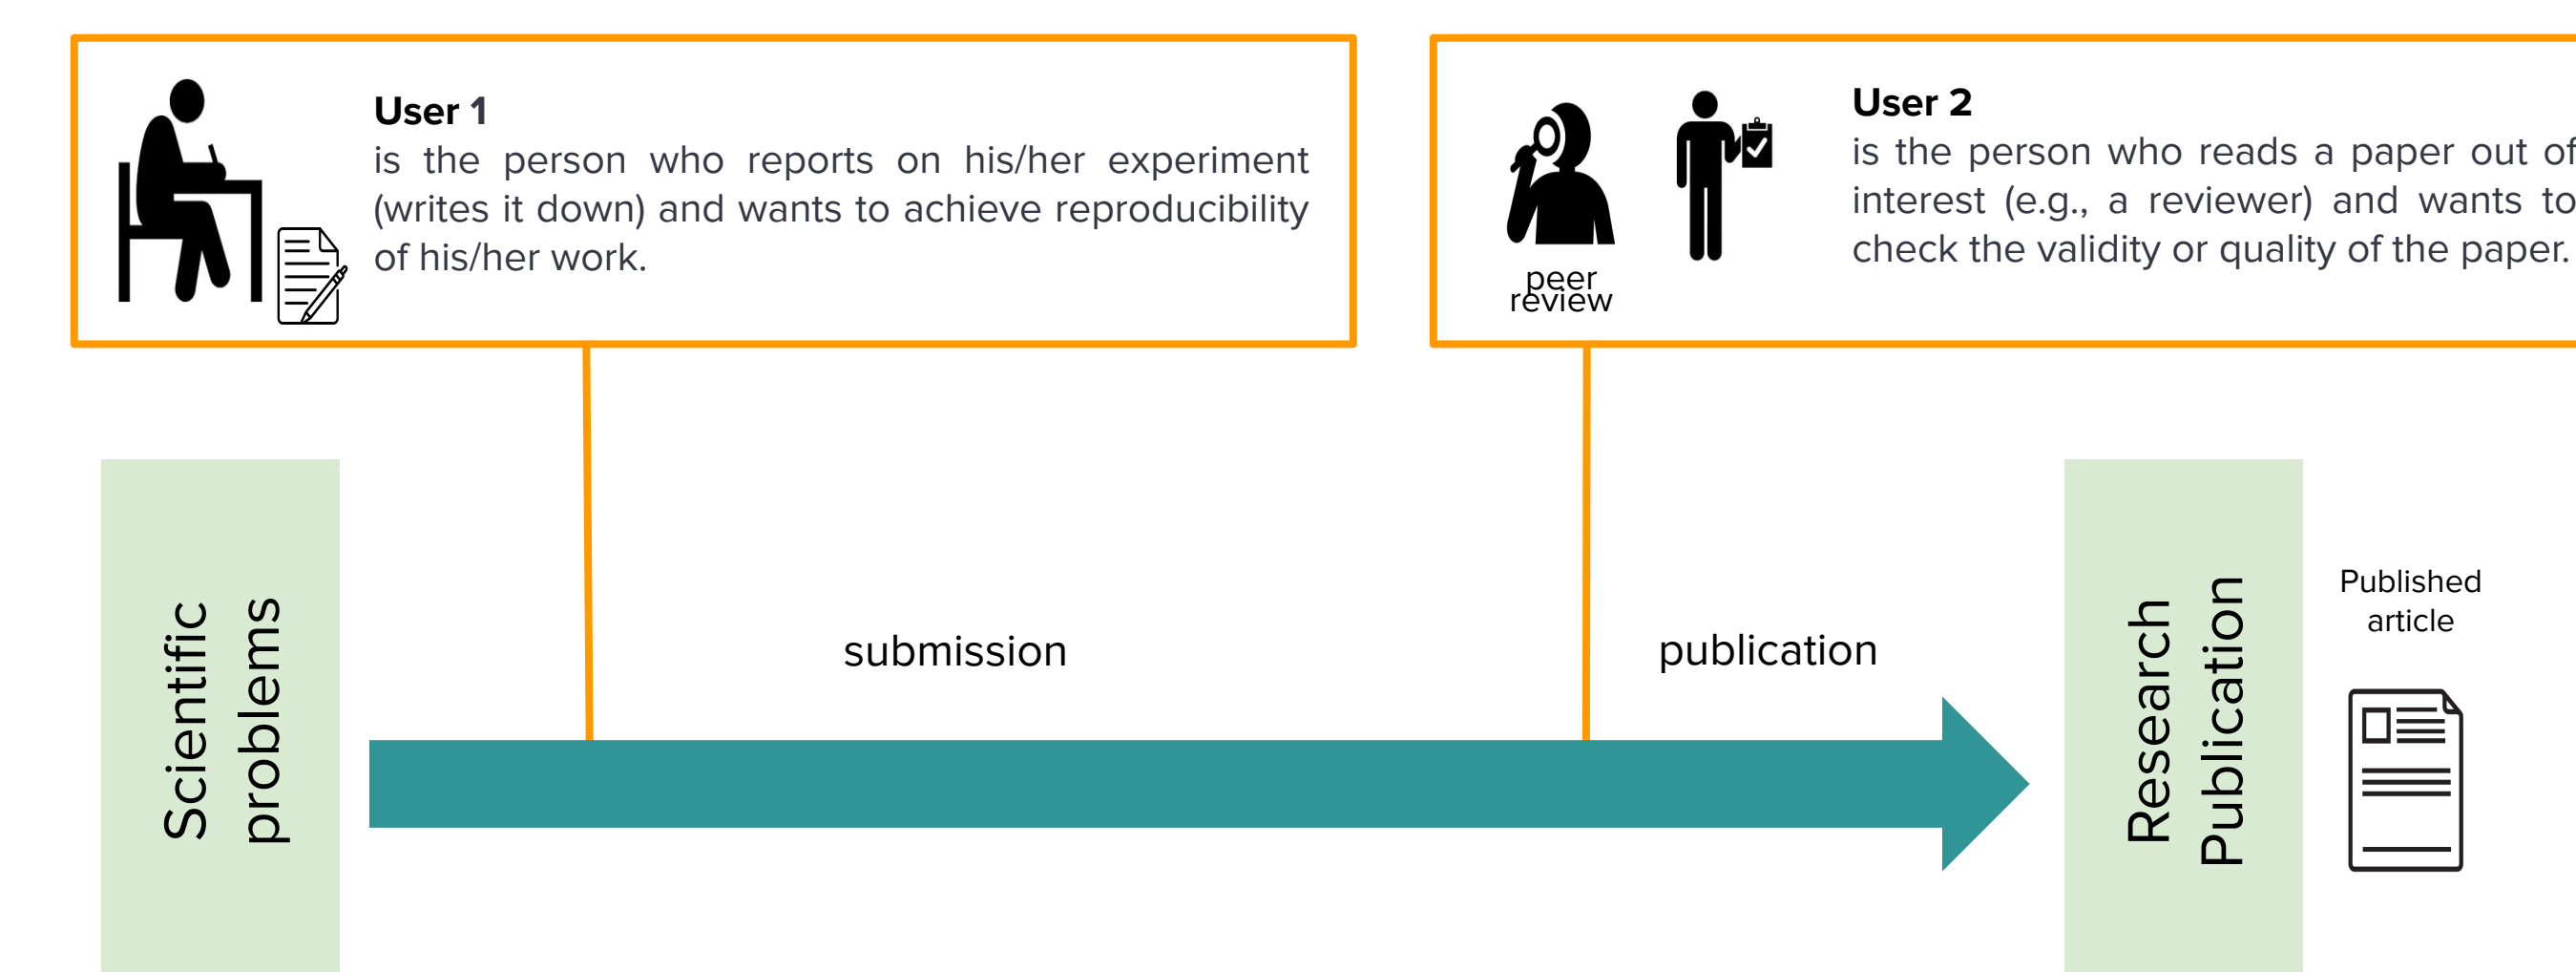 User 1
is the person who reports on his/her experiment
(writes it down) and wants to achieve reproducibility
of his/her work.
peer
review
User 2
is the person who reads a paper out of
interest (e.g., a reviewer) and wants to
check the validity or quality of the paper.
Scientific
problems
submission
publication
Research
Publication
Published
article